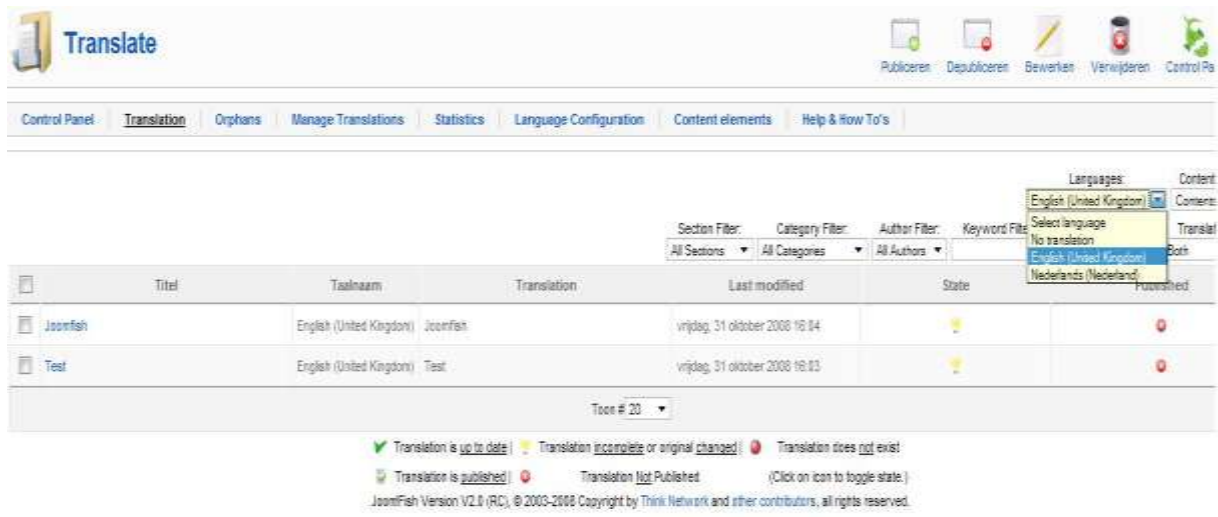 Translate
Publiceren Depubliceren Bewerken Verwijderen Control Pa
Control Panel Translation Orphans Manage Translations Statistics Language Configuration Content elements Help & How To's
Languages: Content
English (United Kingdom) Contents
Select language
No translation
English (United Kingdom)
Nederlands (Nederland)
Section Filter: Category Filter: Author Filter: Keyword Filte Translat
All Sections All Categories All Authors Both
Titel Taalnaam Translation Last modified State Published
Joomfish English (United Kingdom) Joomfish vrijdag, 31 oktober 2008 16:04
Test English (United Kingdom) Test vrijdag, 31 oktober 2008 16:03
Toon # 20
Translation is up to date | Translation incomplete or original changed | Translation does not exist
Translation is published | Translation Not Published (Click on icon to toggle state.)
JoomFish Version V2.0 (RC), © 2003-2008 Copyright by Think Network and other contributors, all rights reserved.